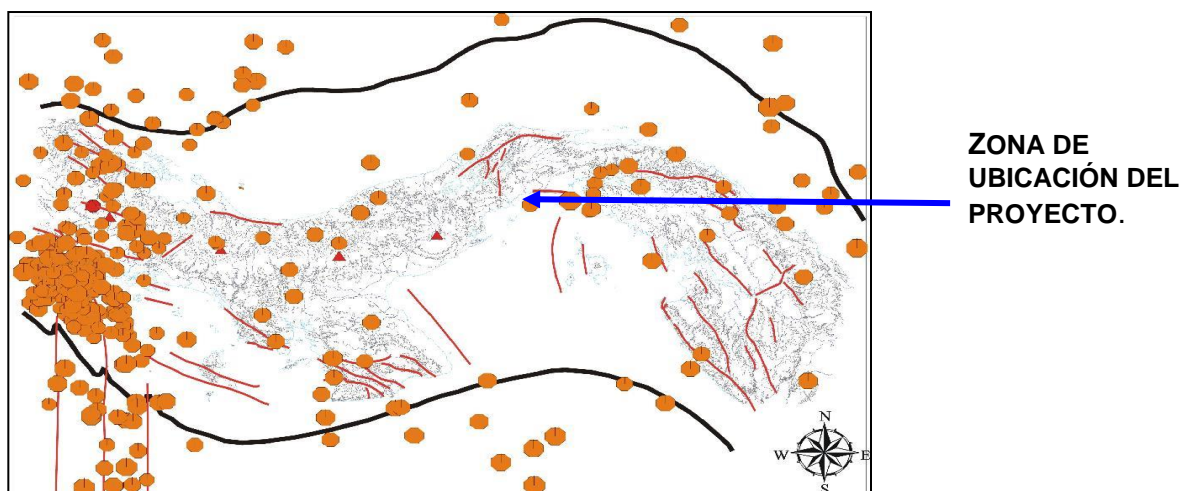 ZONA DE
UBICACIÓN DEL
PROYECTO.
N
W E
S